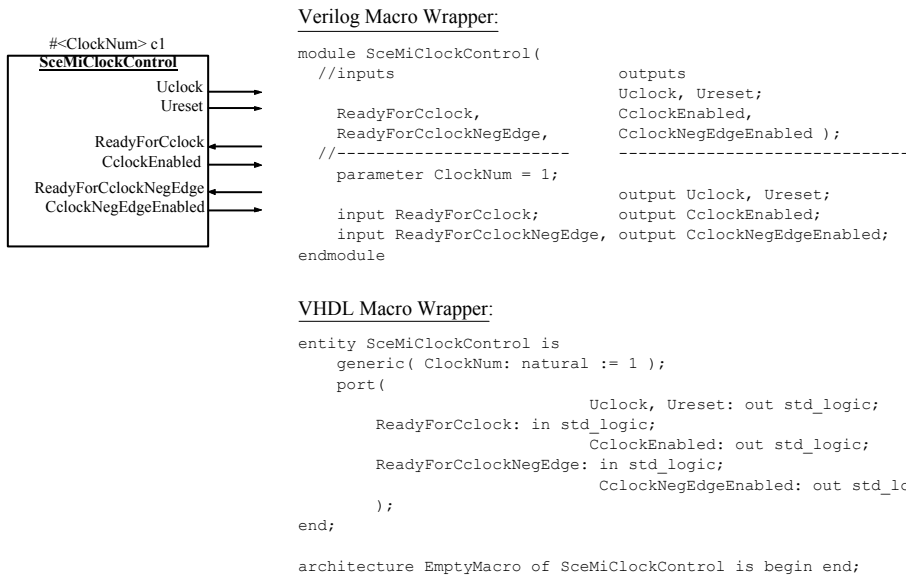 #<ClockNum> c1
SceMiClockControl
Uclock
Ureset
ReadyForCclock
CclockEnabled
ReadyForCclockNegEdge
CclockNegEdgeEnabled
Verilog Macro Wrapper:
module SceMiClockControl(
//inputs outputs
Uclock, Ureset;
ReadyForCclock, CclockEnabled,
ReadyForCclockNegEdge, CclockNegEdgeEnabled );
//------------------------ ------------------------------
parameter ClockNum = 1;
output Uclock, Ureset;
input ReadyForCclock; output CclockEnabled;
input ReadyForCclockNegEdge, output CclockNegEdgeEnabled;
endmodule
VHDL Macro Wrapper:
entity SceMiClockControl is
generic( ClockNum: natural := 1 );
port(
Uclock, Ureset: out std_logic;
ReadyForCclock: in std_logic;
CclockEnabled: out std_logic;
ReadyForCclockNegEdge: in std_logic;
CclockNegEdgeEnabled: out
);
end;
architecture EmptyMacro of SceMiClockControl is begin end;